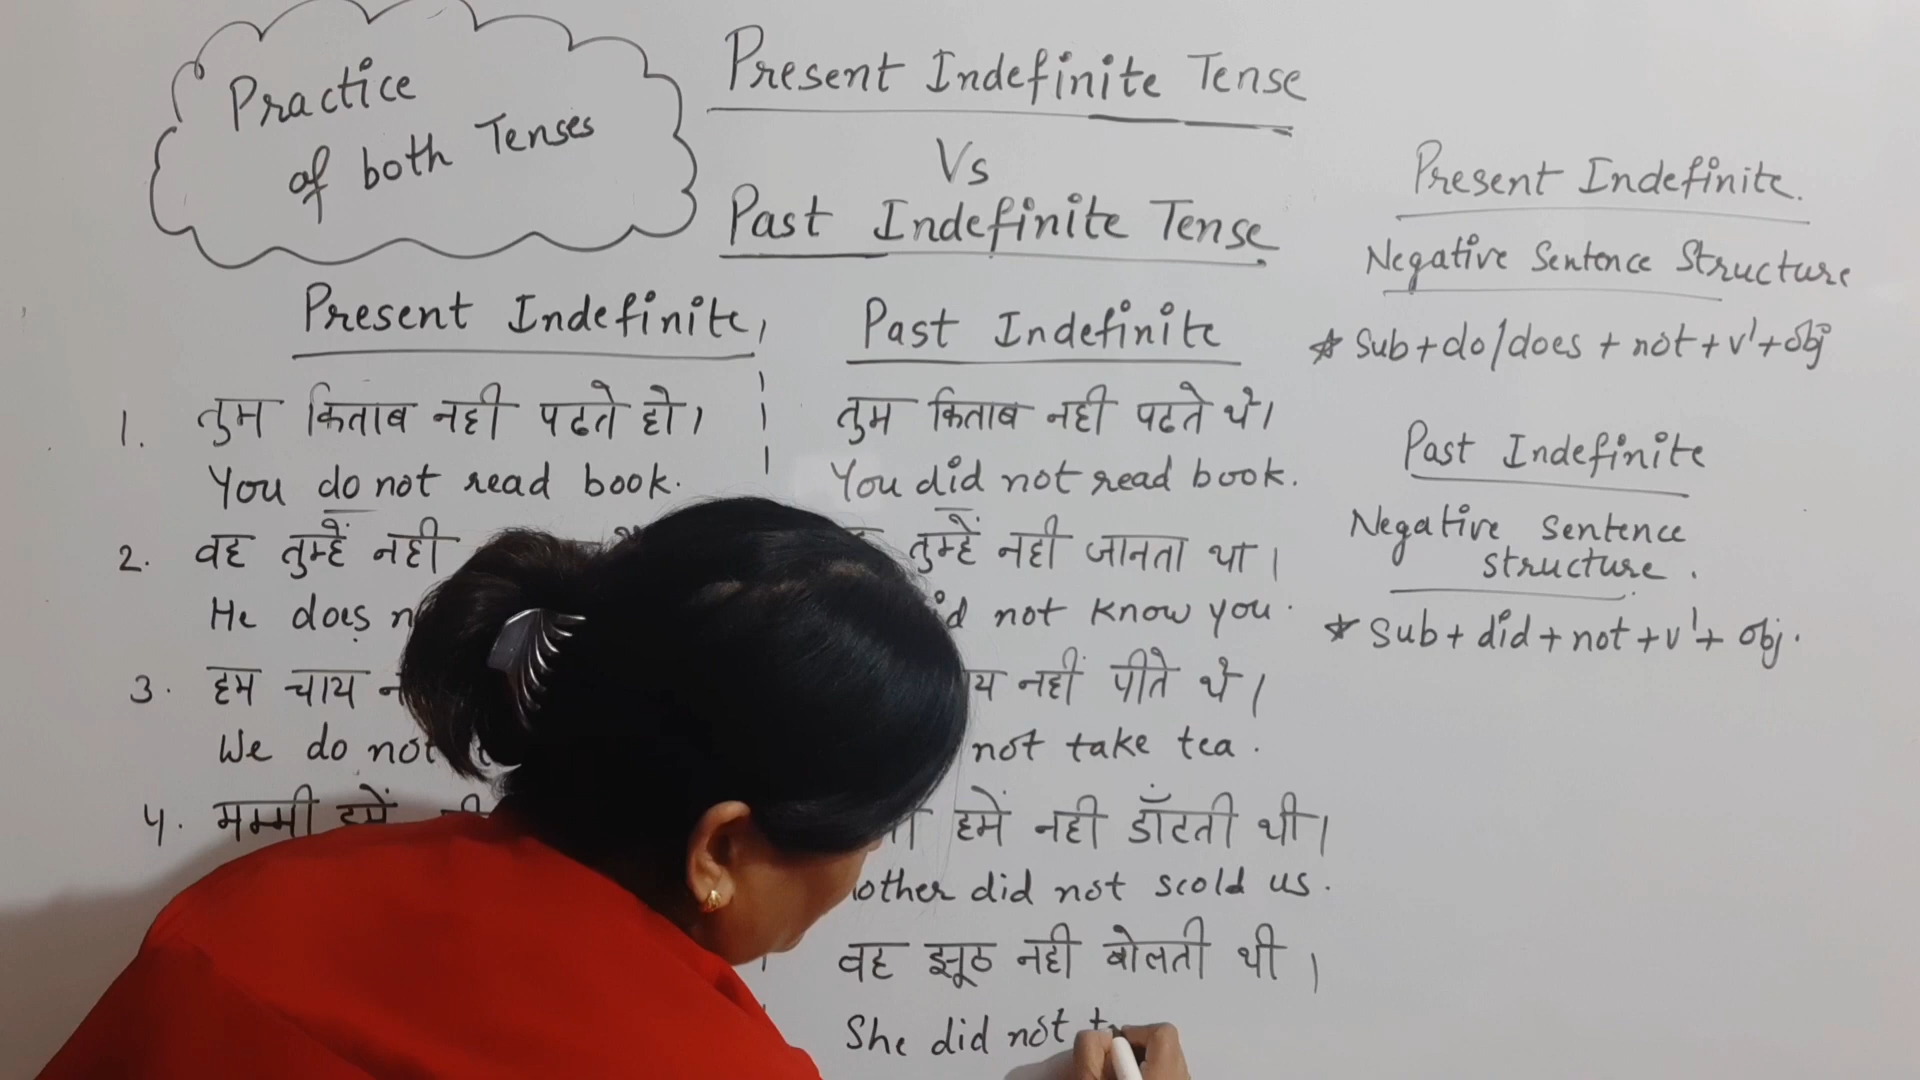 Practice
of both Tenses
Present Indefinite Tense
Vs
Past Indefinite Tense
Present Indefinite
1. तुम किताब नही पढते हो।
You do not read book.
2. वह तुम्हें नही
He does
3. हम चाय
We do not
4. मम्मी हमें
Past Indefinite
तुम किताब नही पढते थे।
You did not read book.
तुम्हें नही जानता था।
not know you.
नहीं पीते थे।
not take tea.
हमें नही डाँटती थी।
did not scold us.
वह झूठ नही बोलती थी।
She did not
Present Indefinite.
Negative Sentence Structure
* Sub+do/does + not + v¹+obj
Past Indefinite
Negative sentence
structure.
* Sub + did + not + v¹ + obj.